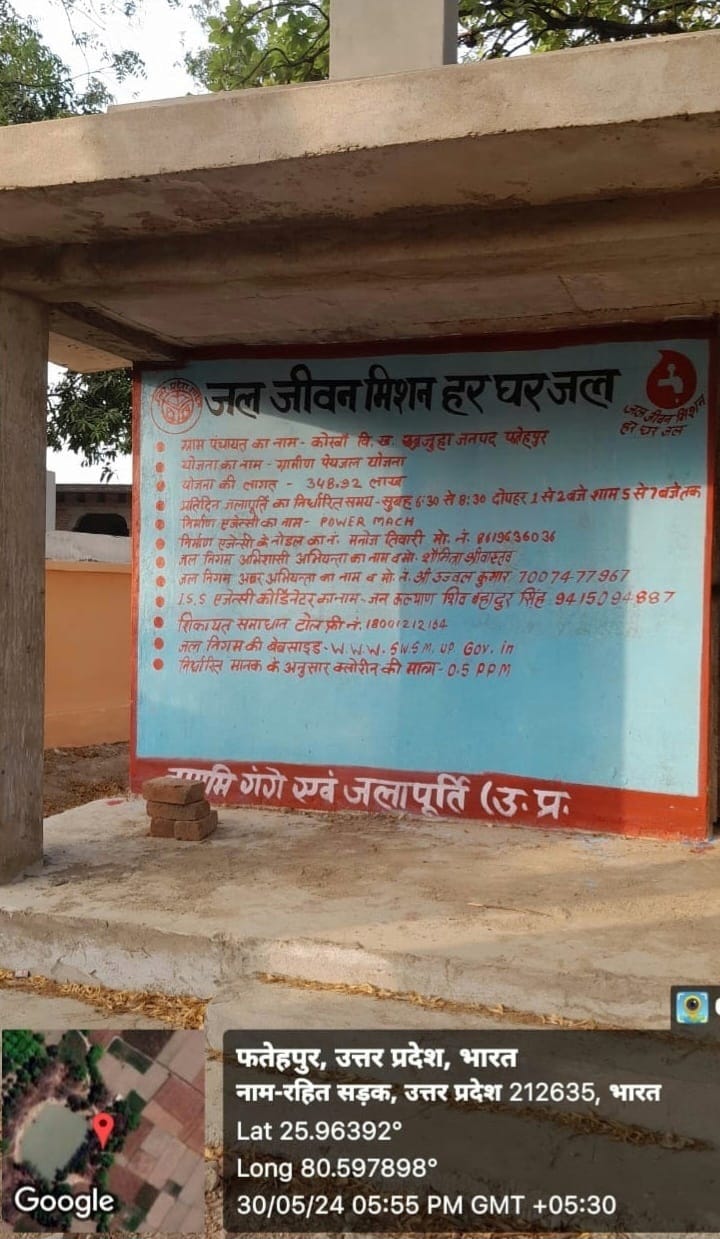 जल जीवन मिशन हर घर जल
जल जीवन मिशन
हर घर जल
ग्राम पंचायत का नाम - कोरवाँ वि. ख. खजुहा जनपद फतेहपुर
योजना का नाम - ग्रामीण पेयजल योजना
योजना की लागत - 348.92 लाख
प्रतिदिन जलापूर्ति का निर्धारित समय - सुबह 6:30 से 8:30 दोपहर 1 से 2 बजे शाम 5 से 7 बजे तक
निर्माण एजेन्सी का नाम - POWER MACH
निर्माण एजेन्सी के नोडल का नं. मनोज तिवारी मो. नं. 8619636036
जल निगम अधिशासी अभियन्ता का नाम व मो. सौमित्र श्रीवास्तव
जल निगम अवर अभियन्ता का नाम व मो. नं. श्री उज्वल कुमार 70074-77967
I.S.S एजेन्सी कोर्डिनेटर का नाम - जन कल्याण शिव बहादुर सिंह 9415094887
शिकायत समाधान टोल फ्री नं. 18001212164
जल निगम की बेबसाइड - W.W.W. SWSM. UP. Gov. in
निर्धारित मानक के अनुसार क्लोरीन की मात्रा - 0.5 PPM
नमामि गंगे एवं जलापूर्ति (उ. प्र.
फतेहपुर, उत्तर प्रदेश, भारत
नाम-रहित सड़क, उत्तर प्रदेश 212635, भारत
Lat 25.96392°
Long 80.597898°
30/05/24 05:55 PM GMT +05:30
Google